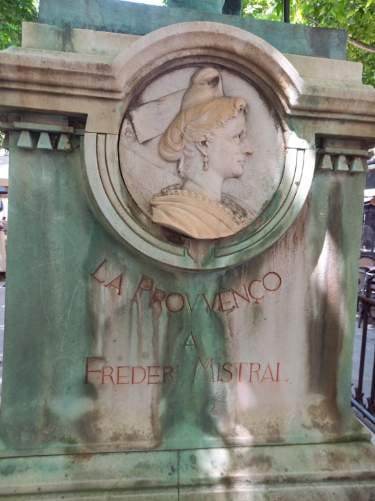 LA PROUVENÇO
A
FREDERI MISTRAL